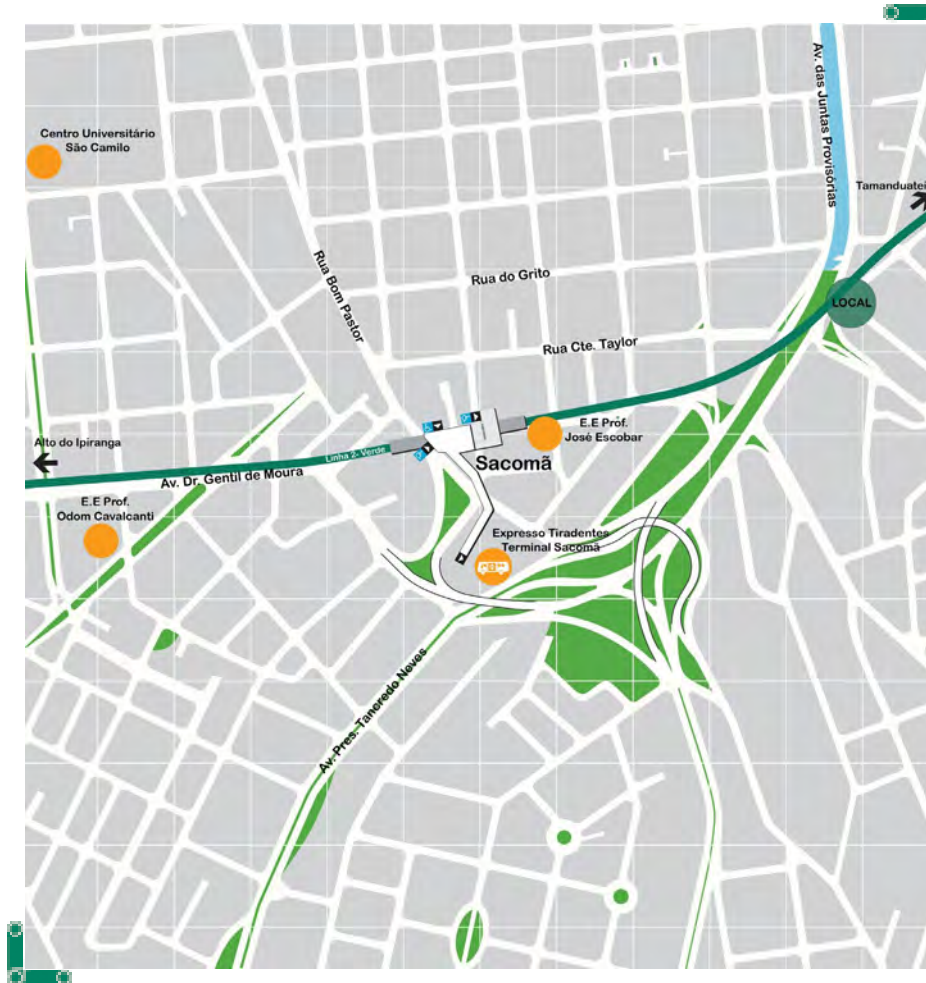 Av. das Juntas Provisórias
Centro Universitário
São Camilo
Tamanduateí
Rua Bom Pastor
Rua do Grito
LOCAL
Rua Cte. Taylor
E.E Prof.
José Escobar
Alto do Ipiranga
Linha 2- Verde
Sacomã
Av. Dr. Gentil de Moura
E.E Prof.
Odom Cavalcanti
Expresso Tiradentes
Terminal Sacomã
Av. Pres. Tancredo Neves